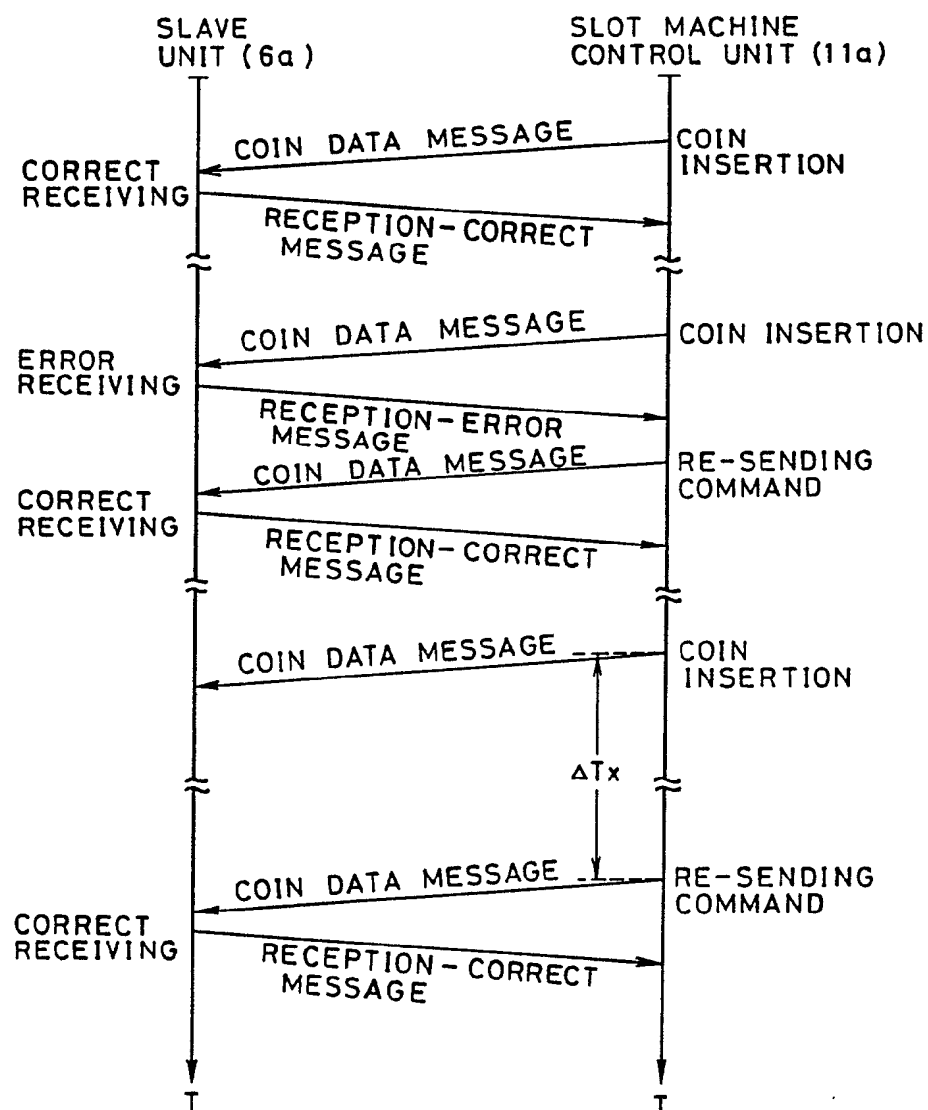 SLAVE
UNIT (6a)
SLOT MACHINE
CONTROL UNIT (11a)
T
T
COIN DATA MESSAGE
COIN
INSERTION
CORRECT
RECEIVING
RECEPTION-CORRECT
MESSAGE
COIN DATA MESSAGE
COIN INSERTION
ERROR
RECEIVING
RECEPTION-ERROR
MESSAGE
COIN DATA MESSAGE
RE-SENDING
COMMAND
CORRECT
RECEIVING
RECEPTION-CORRECT
MESSAGE
COIN DATA MESSAGE
COIN
INSERTION
ΔTx
COIN DATA MESSAGE
RE-SENDING
COMMAND
CORRECT
RECEIVING
RECEPTION-CORRECT
MESSAGE
T
T